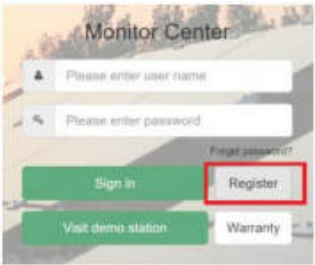 Monitor Center
Please enter user name
Please enter password
Forget password?
Sign in
Register
Visit demo station
Warranty